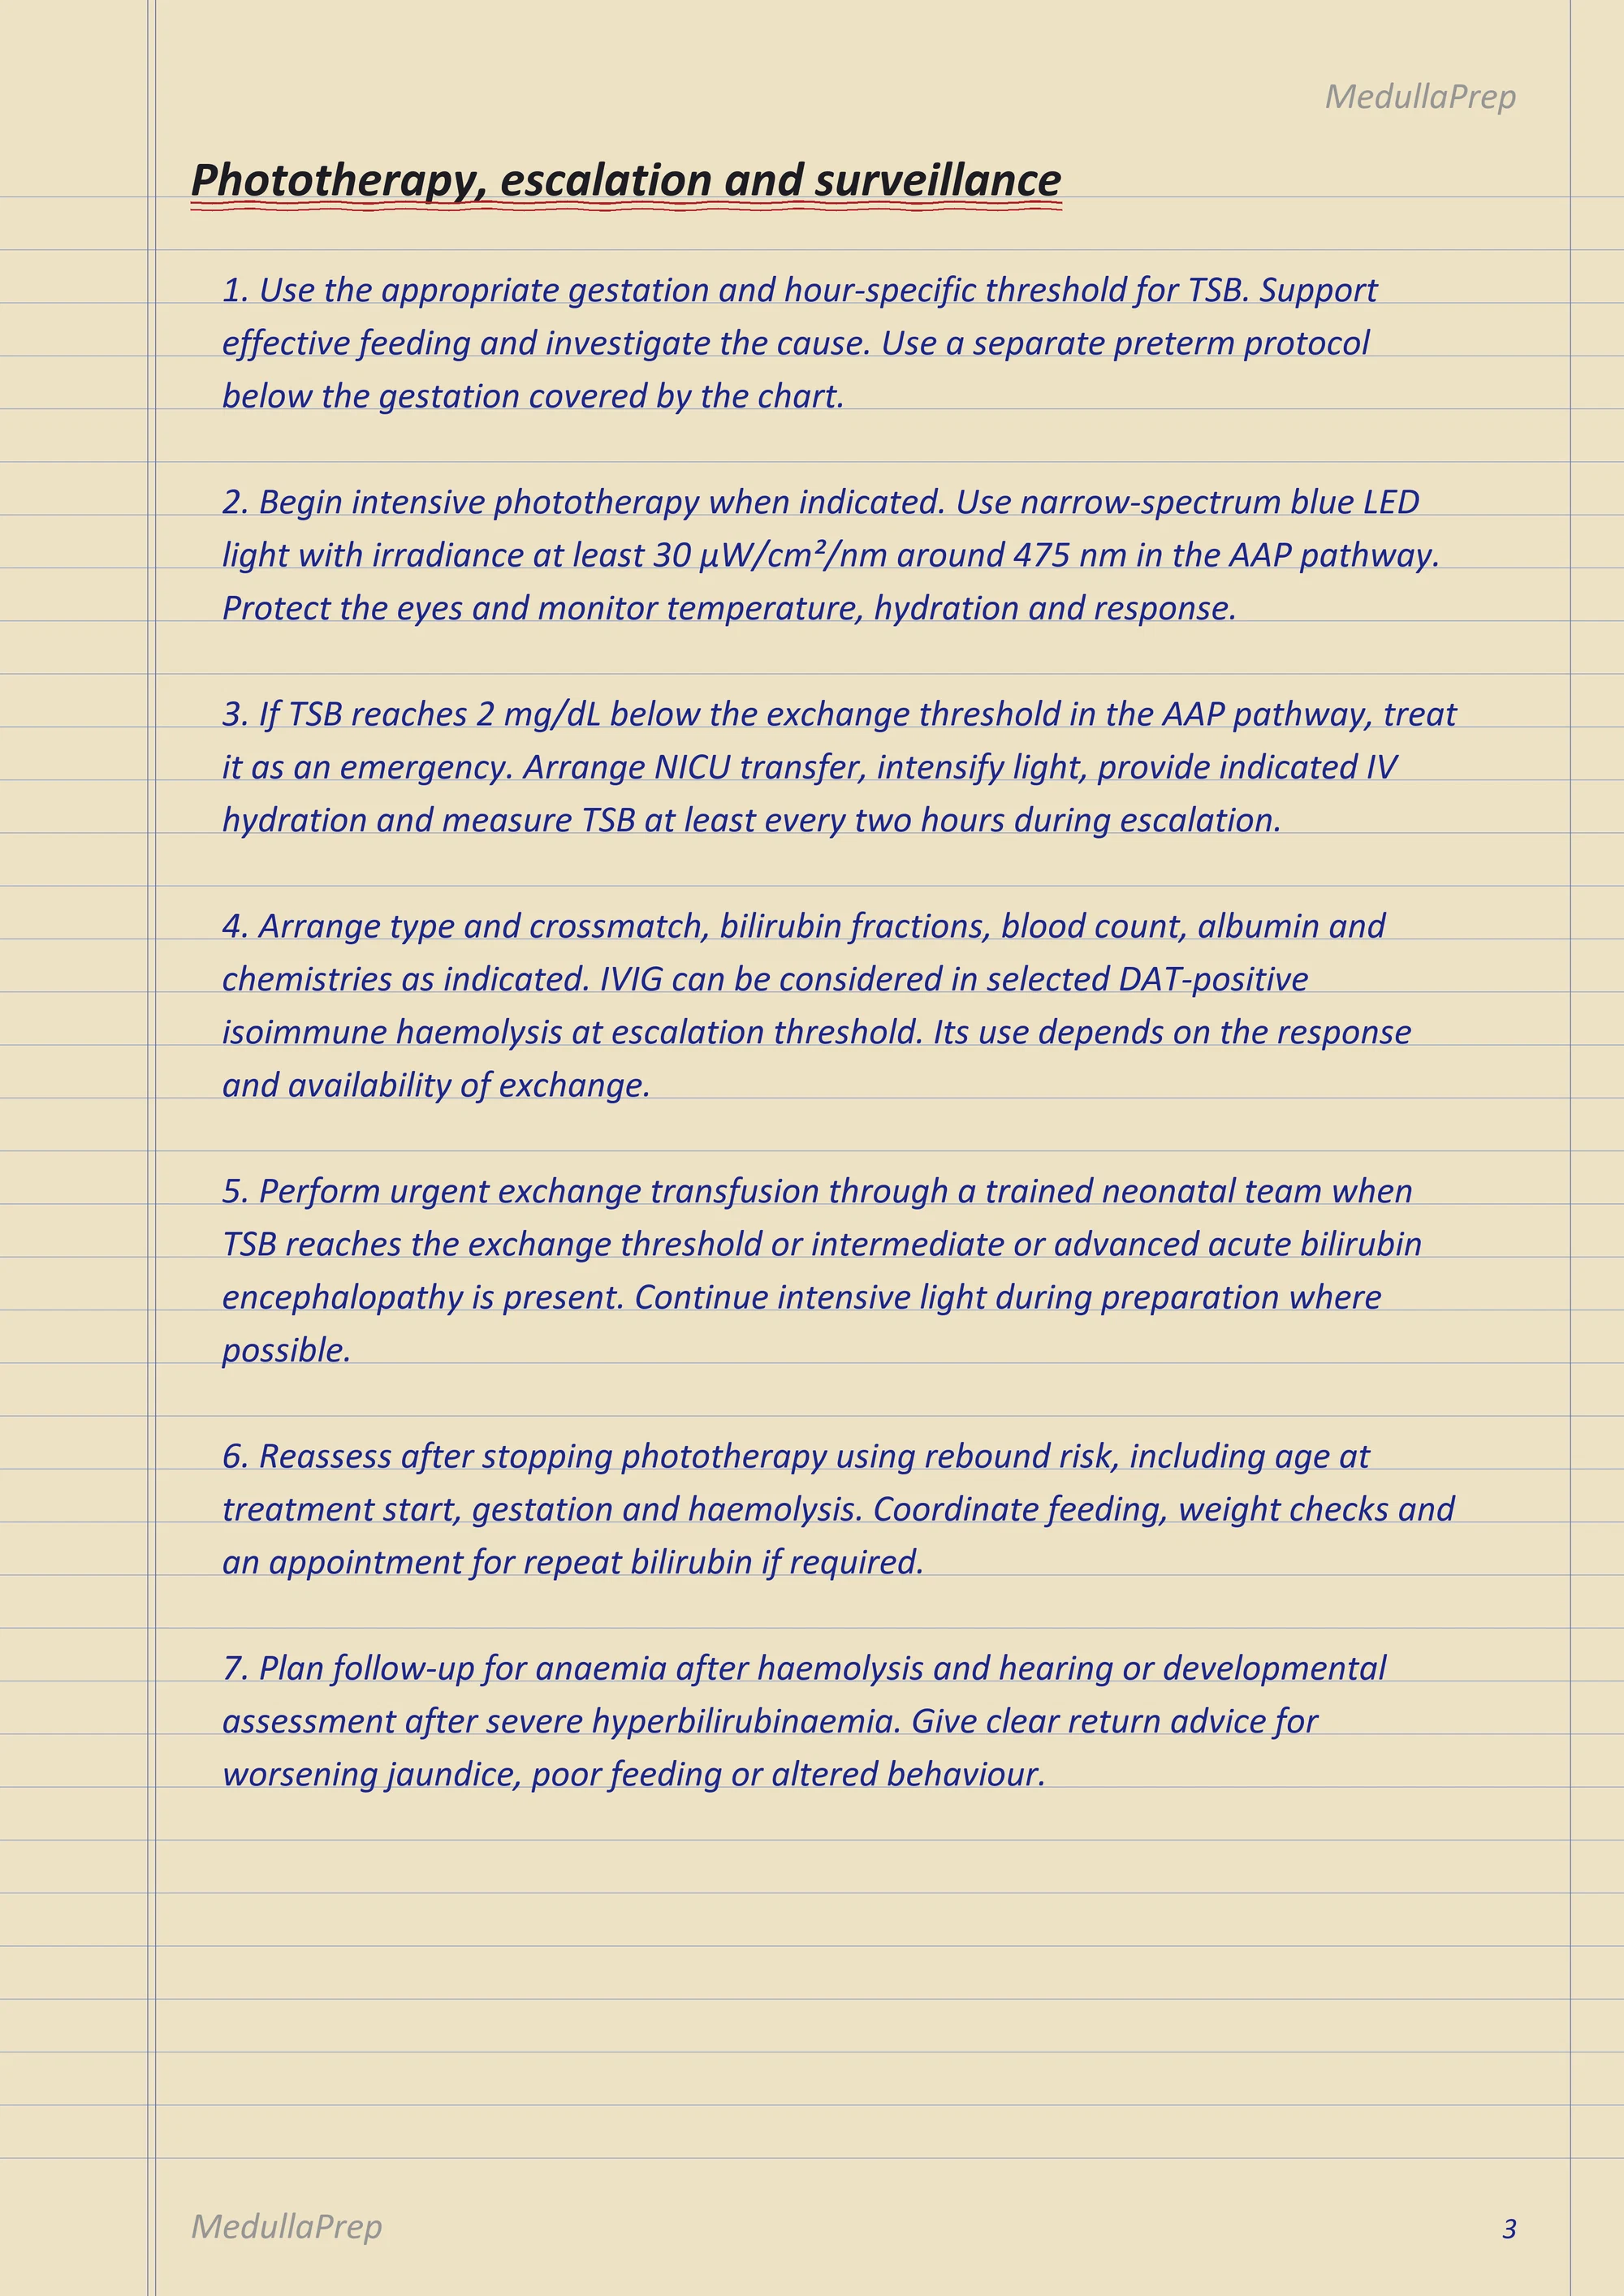 MedullaPrep
Phototherapy, escalation and surveillance
1. Use the appropriate gestation and hour-specific threshold for TSB. Support
effective feeding and investigate the cause. Use a separate preterm protocol
below the gestation covered by the chart.
2. Begin intensive phototherapy when indicated. Use narrow-spectrum blue LED
light with irradiance at least 30 µW/cm²/nm around 475 nm in the AAP pathway.
Protect the eyes and monitor temperature, hydration and response.
3. If TSB reaches 2 mg/dL below the exchange threshold in the AAP pathway, treat
it as an emergency. Arrange NICU transfer, intensify light, provide indicated IV
hydration and measure TSB at least every two hours during escalation.
4. Arrange type and crossmatch, bilirubin fractions, blood count, albumin and
chemistries as indicated. IVIG can be considered in selected DAT-positive
isoimmune haemolysis at escalation threshold. Its use depends on the response
and availability of exchange.
5. Perform urgent exchange transfusion through a trained neonatal team when
TSB reaches the exchange threshold or intermediate or advanced acute bilirubin
encephalopathy is present. Continue intensive light during preparation where
possible.
6. Reassess after stopping phototherapy using rebound risk, including age at
treatment start, gestation and haemolysis. Coordinate feeding, weight checks and
an appointment for repeat bilirubin if required.
7. Plan follow-up for anaemia after haemolysis and hearing or developmental
assessment after severe hyperbilirubinaemia. Give clear return advice for
worsening jaundice, poor feeding or altered behaviour.
MedullaPrep
3